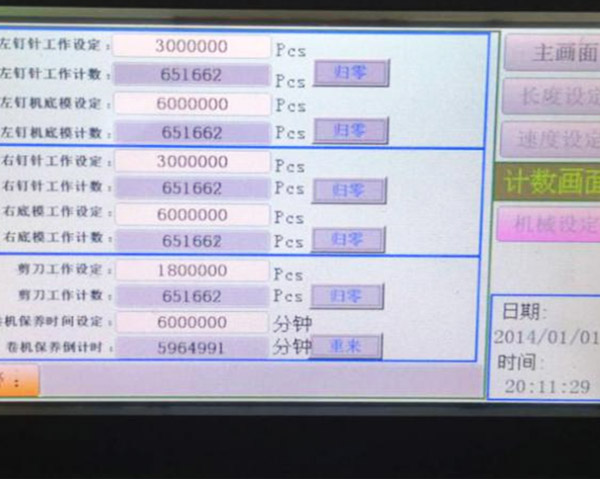 左钉针工作设定： 3000000 Pcs
左钉针工作计数： 651662 Pcs 归零
左钉机底模设定： 6000000 Pcs
左钉机底模计数： 651662 Pcs 归零
右钉针工作设定： 3000000 Pcs
右钉针工作计数： 651662 Pcs 归零
右底模工作设定： 6000000 Pcs
右底模工作计数： 651662 Pcs 归零
剪刀工作设定： 1800000 Pcs
剪刀工作计数： 651662 Pcs 归零
卷机保养时间设定： 6000000 分钟
卷机保养倒计时： 5964991 分钟 重来
主画面
长度设定
速度设定
计数画面
机械设定
日期:
2014/01/01
时间:
20:11:29